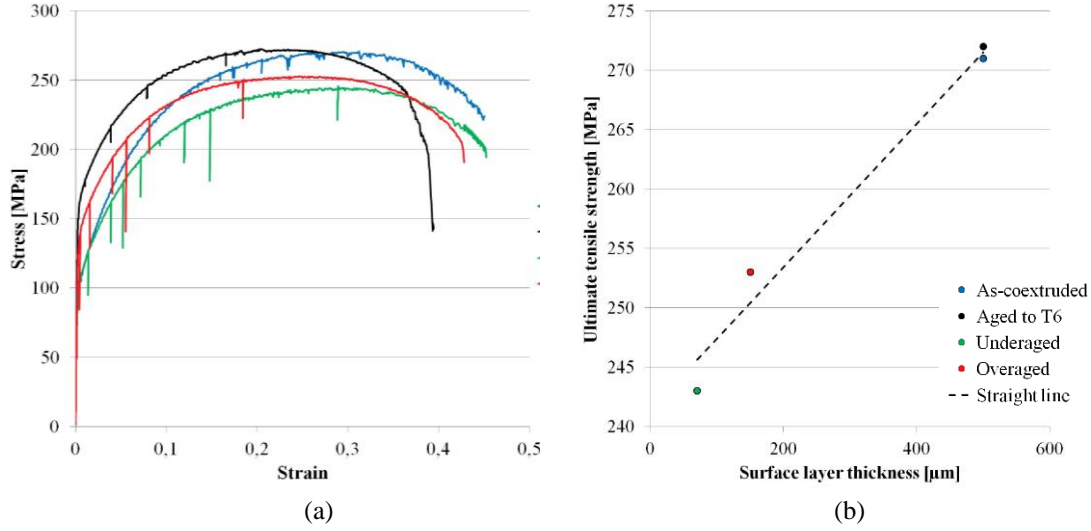 300
250
200
150
100
50
0
Stress [MPa]
0
0,1
0,2
0,3
0,4
0,5
Strain
(a)
275
270
265
260
255
250
245
240
Ultimate tensile strength [MPa]
As-coextruded
Aged to T6
Underaged
Overaged
Straight line
0
200
400
600
Surface layer thickness [µm]
(b)